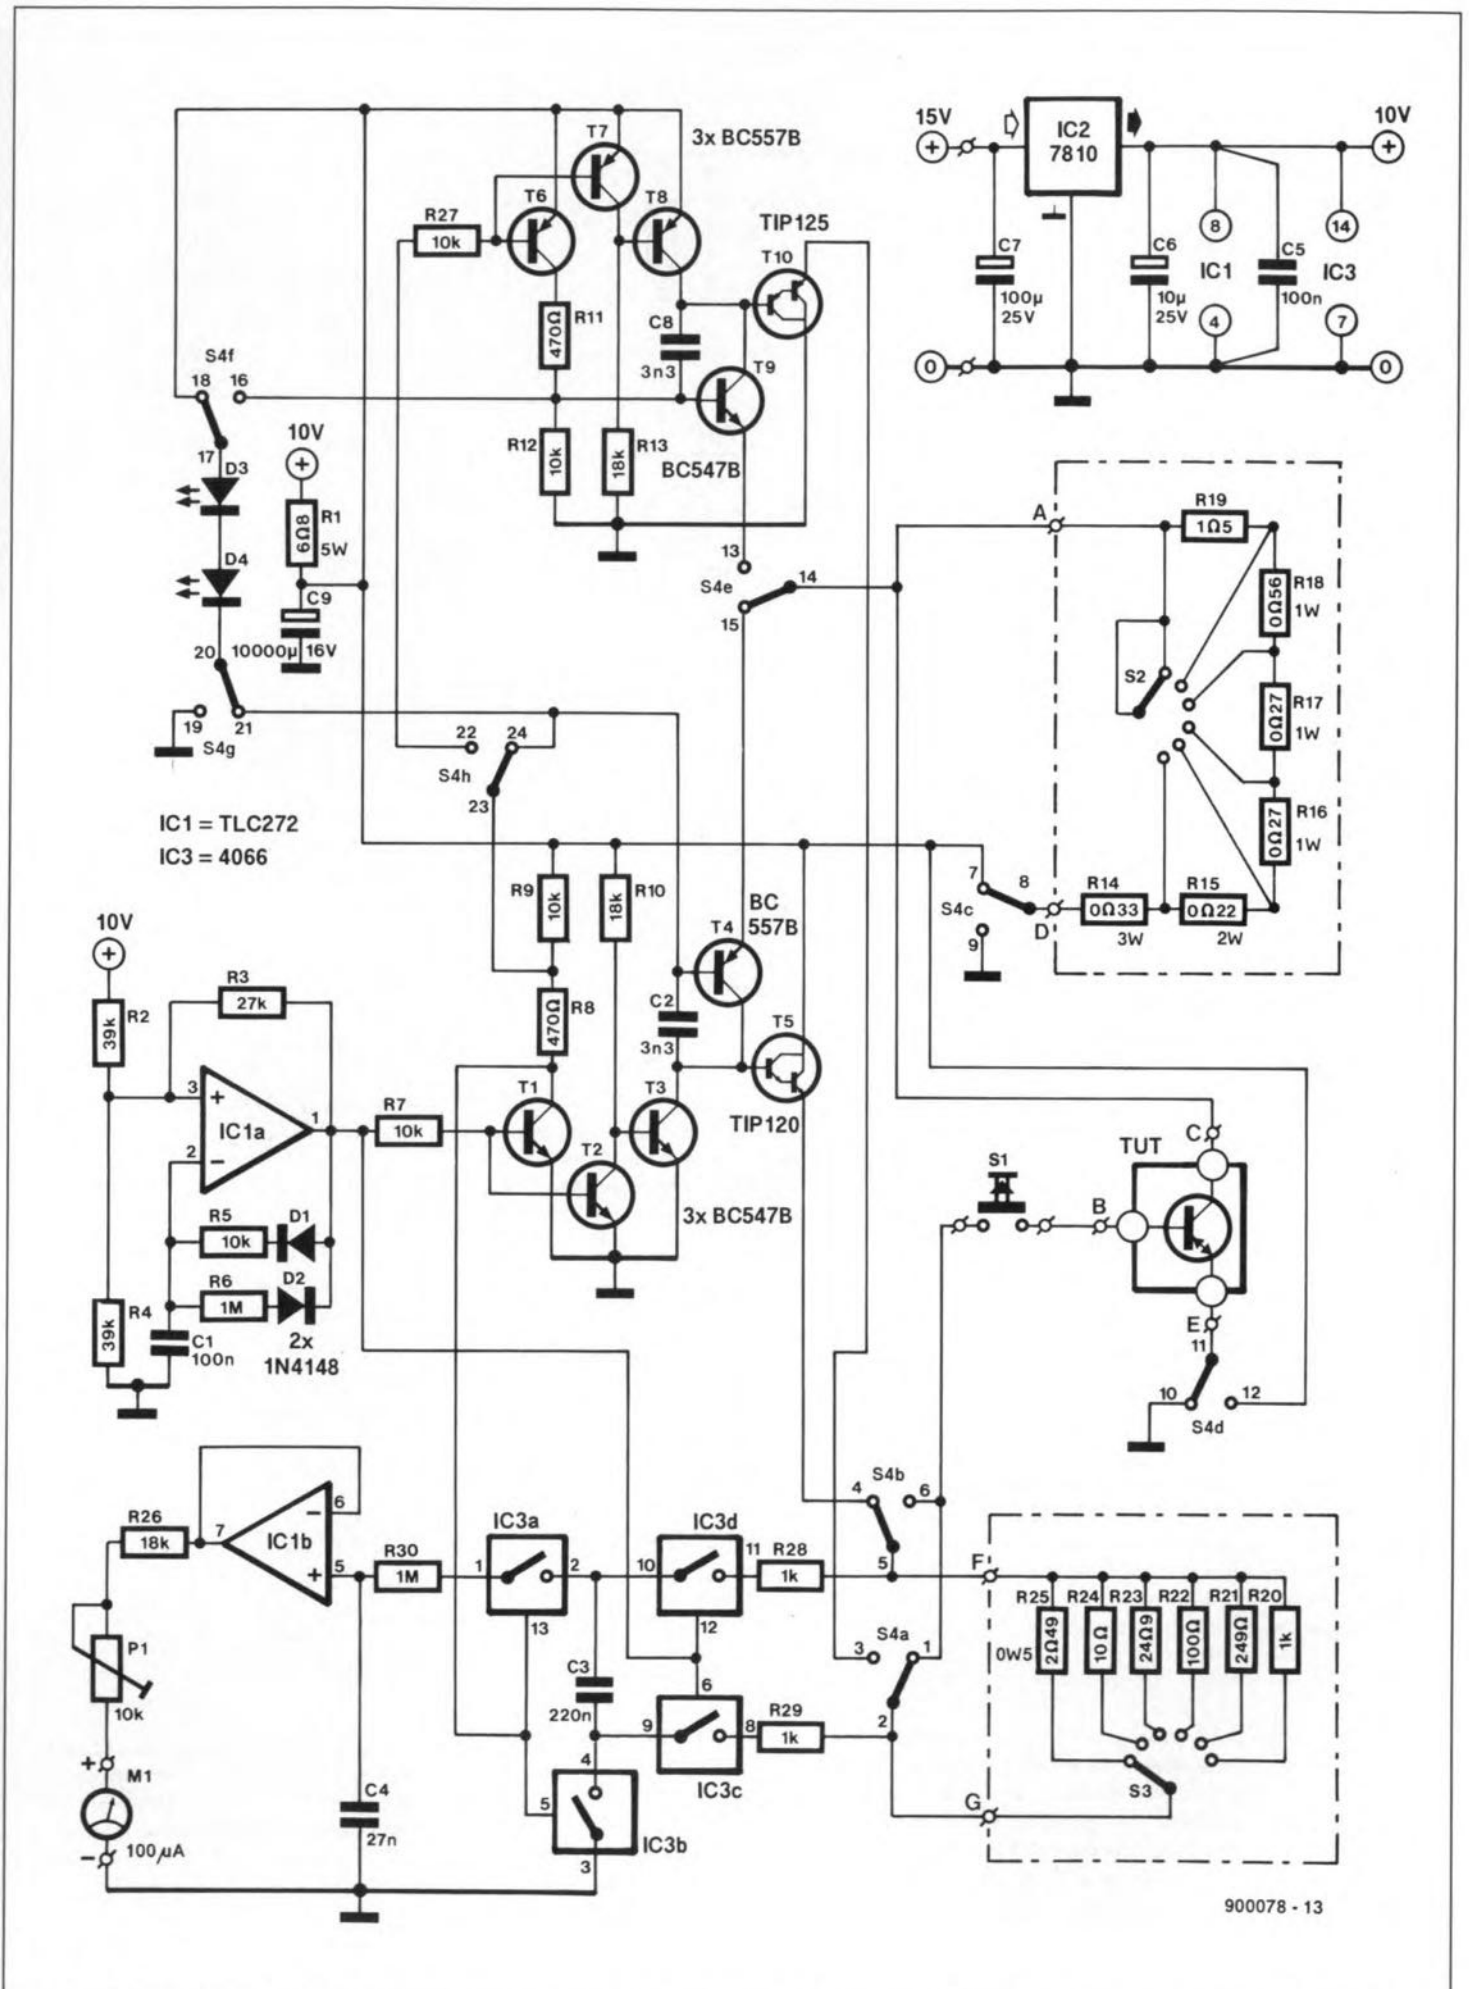 T7
3x BC557B
15V
IC2
7810
10V
+
+
R27
10k
T6
T8
TIP125
T10
R11
470Ω
C8
3n3
T9
C7
100µ
25V
C6
10µ
25V
8
IC1
4
C5
100n
14
IC3
7
0
0
S4f
18
16
17
10V
+
R12
10k
R13
18k
BC547B
D3
R1
6Ω8
5W
D4
C9
10000µ
16V
20
19
21
S4g
13
S4e
14
15
A
R19
1Ω5
R18
0Ω56
1W
S2
R17
0Ω27
1W
R16
0Ω27
1W
R14
0Ω33
3W
R15
0Ω22
2W
22
24
S4h
23
IC1 = TLC272
IC3 = 4066
7
8
S4c
9
D
R9
10k
R10
18k
BC
557B
T4
10V
+
R2
39k
R3
27k
R8
470Ω
C2
3n3
T5
TIP120
3
+
IC1a
1
2
−
R7
10k
T1
T2
T3
3x BC547B
R5
10k
D1
R6
1M
D2
2x
1N4148
R4
39k
C1
100n
S1
TUT
C
B
E
11
10
12
S4d
R26
18k
7
IC1b
6
−
5
+
R30
1M
IC3a
1
2
13
IC3d
10
11
12
R28
1k
S4b
4
6
5
F
R25
2Ω49
0W5
R24
10Ω
R23
24Ω9
R22
100Ω
R21
249Ω
R20
1k
P1
10k
C3
220n
6
9
8
IC3c
R29
1k
S4a
3
1
2
G
S3
+
M1
100µA
−
C4
27n
4
5
3
IC3b
900078 - 13